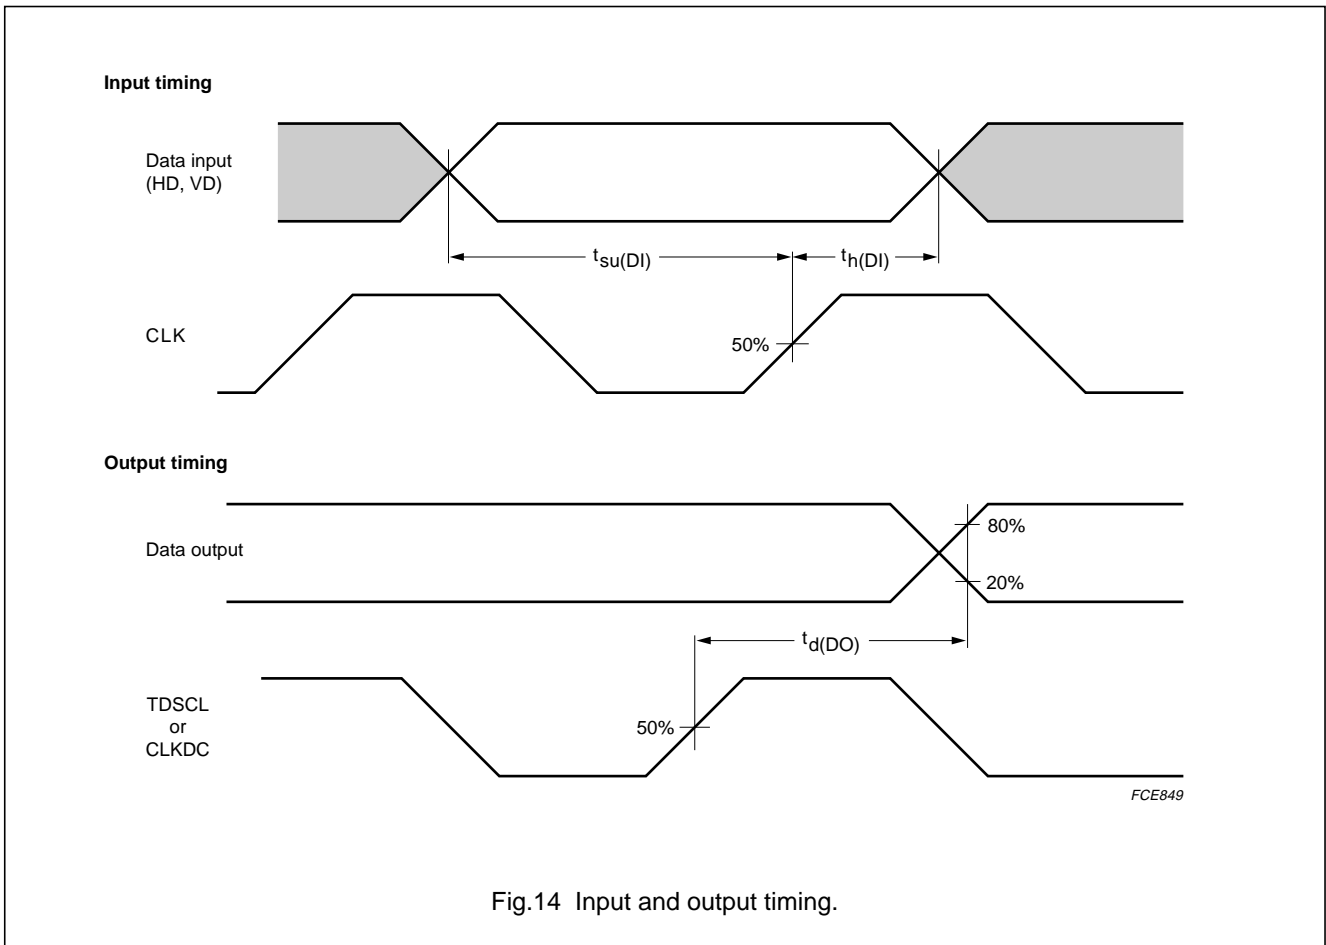 Input timing
Data input
(HD, VD)
tsu(DI)
th(DI)
CLK
50%
Output timing
Data output
80%
20%
td(DO)
TDSCL
or
CLKDC
50%
FCE849
Fig.14 Input and output timing.